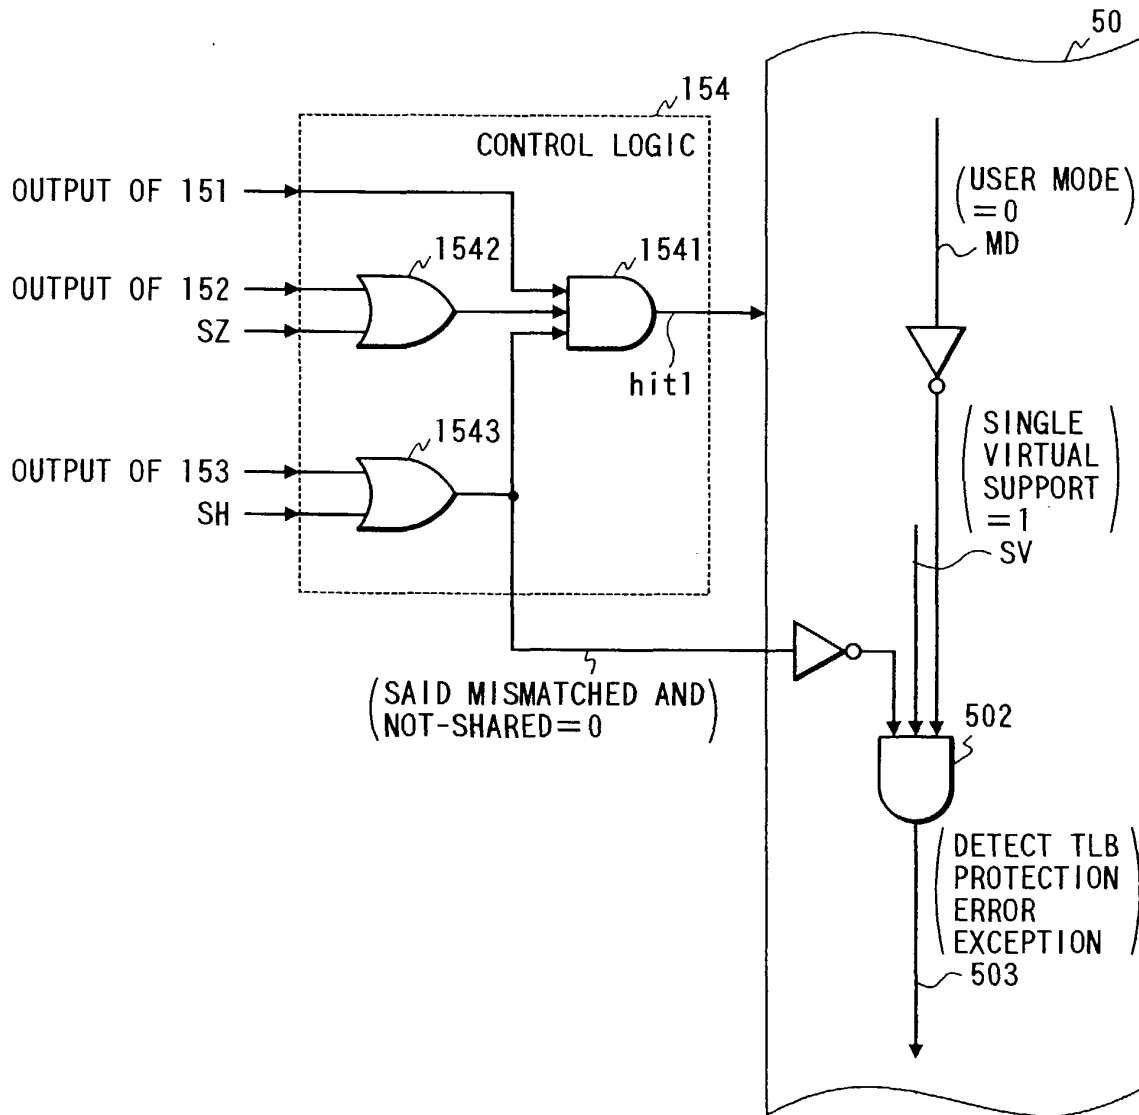 50
154
CONTROL LOGIC
OUTPUT OF 151
1542
1541
OUTPUT OF 152
SZ
hit1
1543
OUTPUT OF 153
SH
(SAID MISMATCHED AND
NOT-SHARED=0)
(USER MODE
=0)
MD
(SINGLE
VIRTUAL
SUPPORT
=1)
SV
502
(DETECT TLB
PROTECTION
ERROR
EXCEPTION)
503